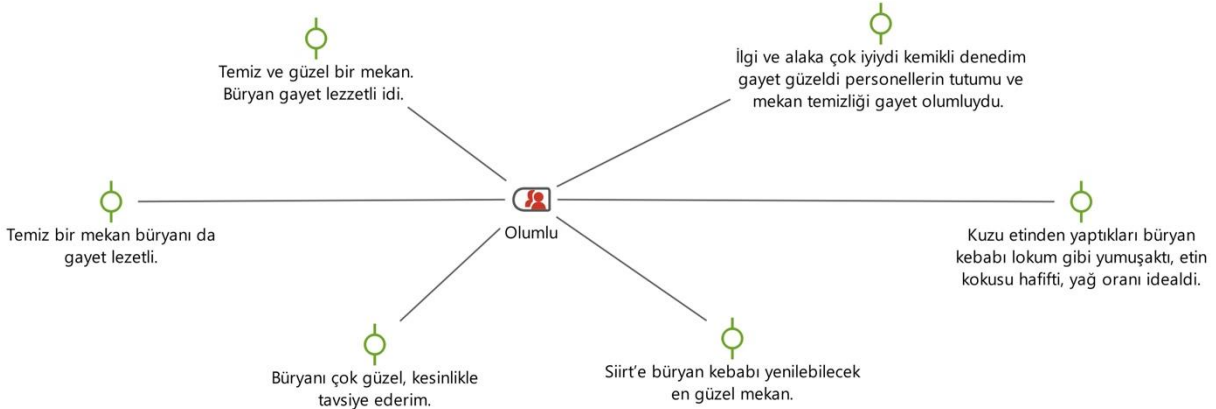 Temiz ve güzel bir mekan.
Büryan gayet lezzetli idi.
İlgi ve alaka çok iyiydi kemikli denedim
gayet güzeldi personellerin tutumu ve
mekan temizliği gayet olumluydu.
Temiz bir mekan büryanı da
gayet lezetli.
Olumlu
Kuzu etinden yaptıkları büryan
kebabı lokum gibi yumuşaktı, etin
kokusu hafifti, yağ oranı idealdi.
Büryanı çok güzel, kesinlikle
tavsiye ederim.
Siirt’e büryan kebabı yenilebilecek
en güzel mekan.